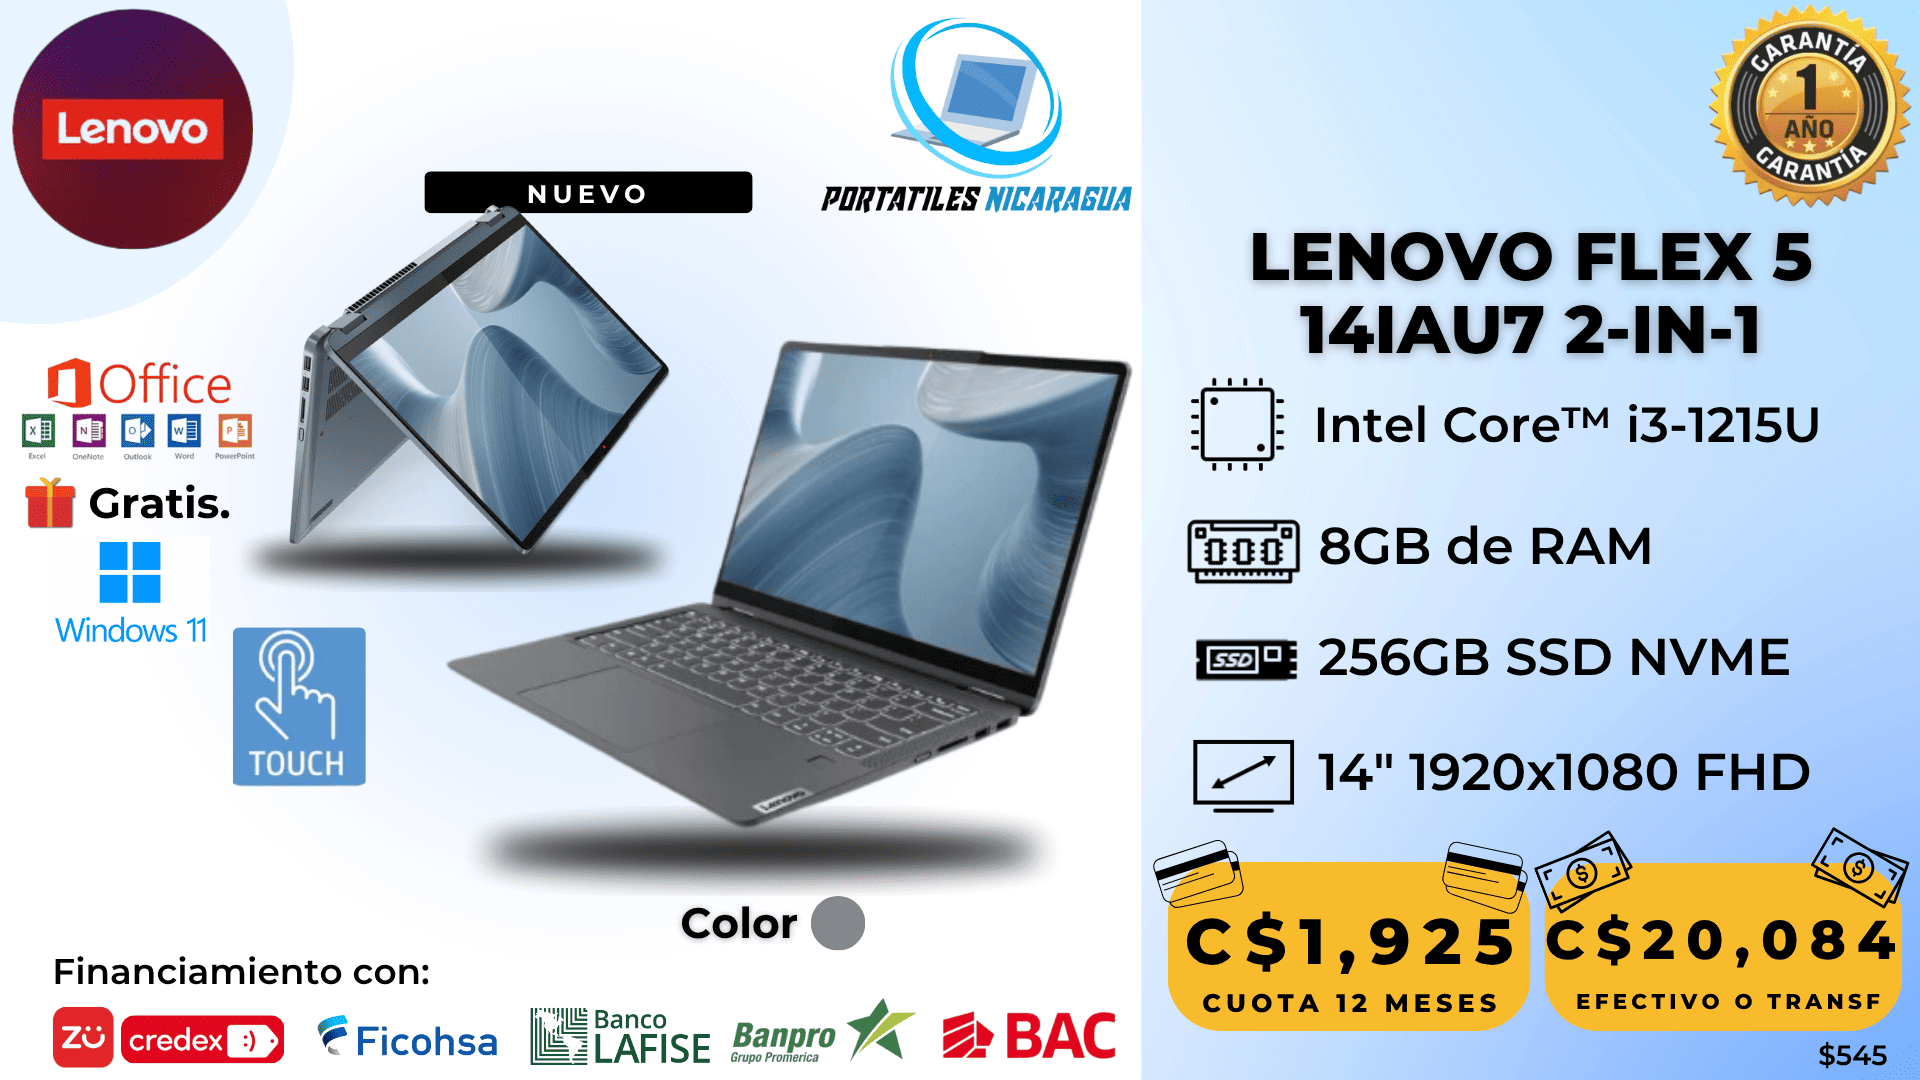 Lenovo
NUEVO
PORTATILES NICARAGUA
GARANTÍA
1
AÑO
GARANTÍA
LENOVO FLEX 5
14IAU7 2-IN-1
Office
Excel OneNote Outlook Word PowerPoint
Gratis.
Windows 11
TOUCH
Intel Core™ i3-1215U
8GB de RAM
SSD
256GB SSD NVME
14" 1920x1080 FHD
Lenovo
Color
C$1,925
CUOTA 12 MESES
C$20,084
EFECTIVO O TRANSF
$545
Financiamiento con:
zü
credex :)
Ficohsa
Banco
LAFISE
Banpro
Grupo Promerica
BAC